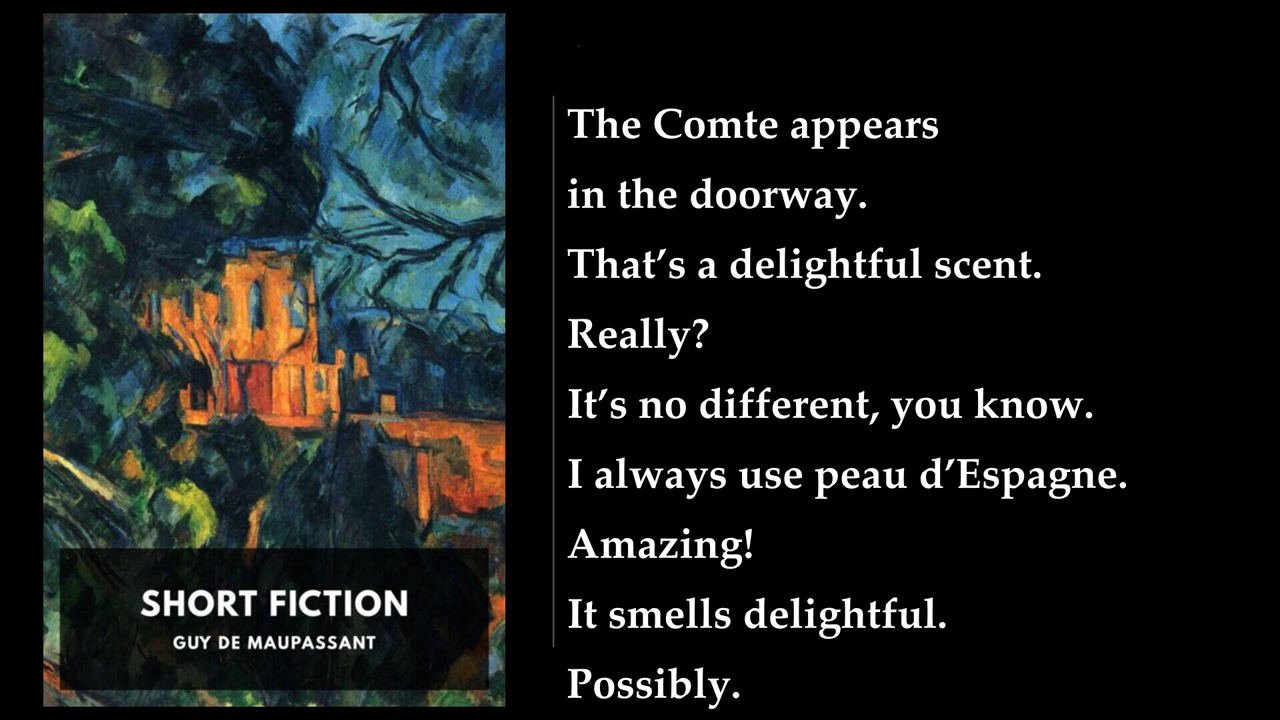 SHORT FICTION
GUY DE MAUPASSANT
The Comte appears
in the doorway.
That’s a delightful scent.
Really?
It’s no different, you know.
I always use peau d’Espagne.
Amazing!
It smells delightful.
Possibly.